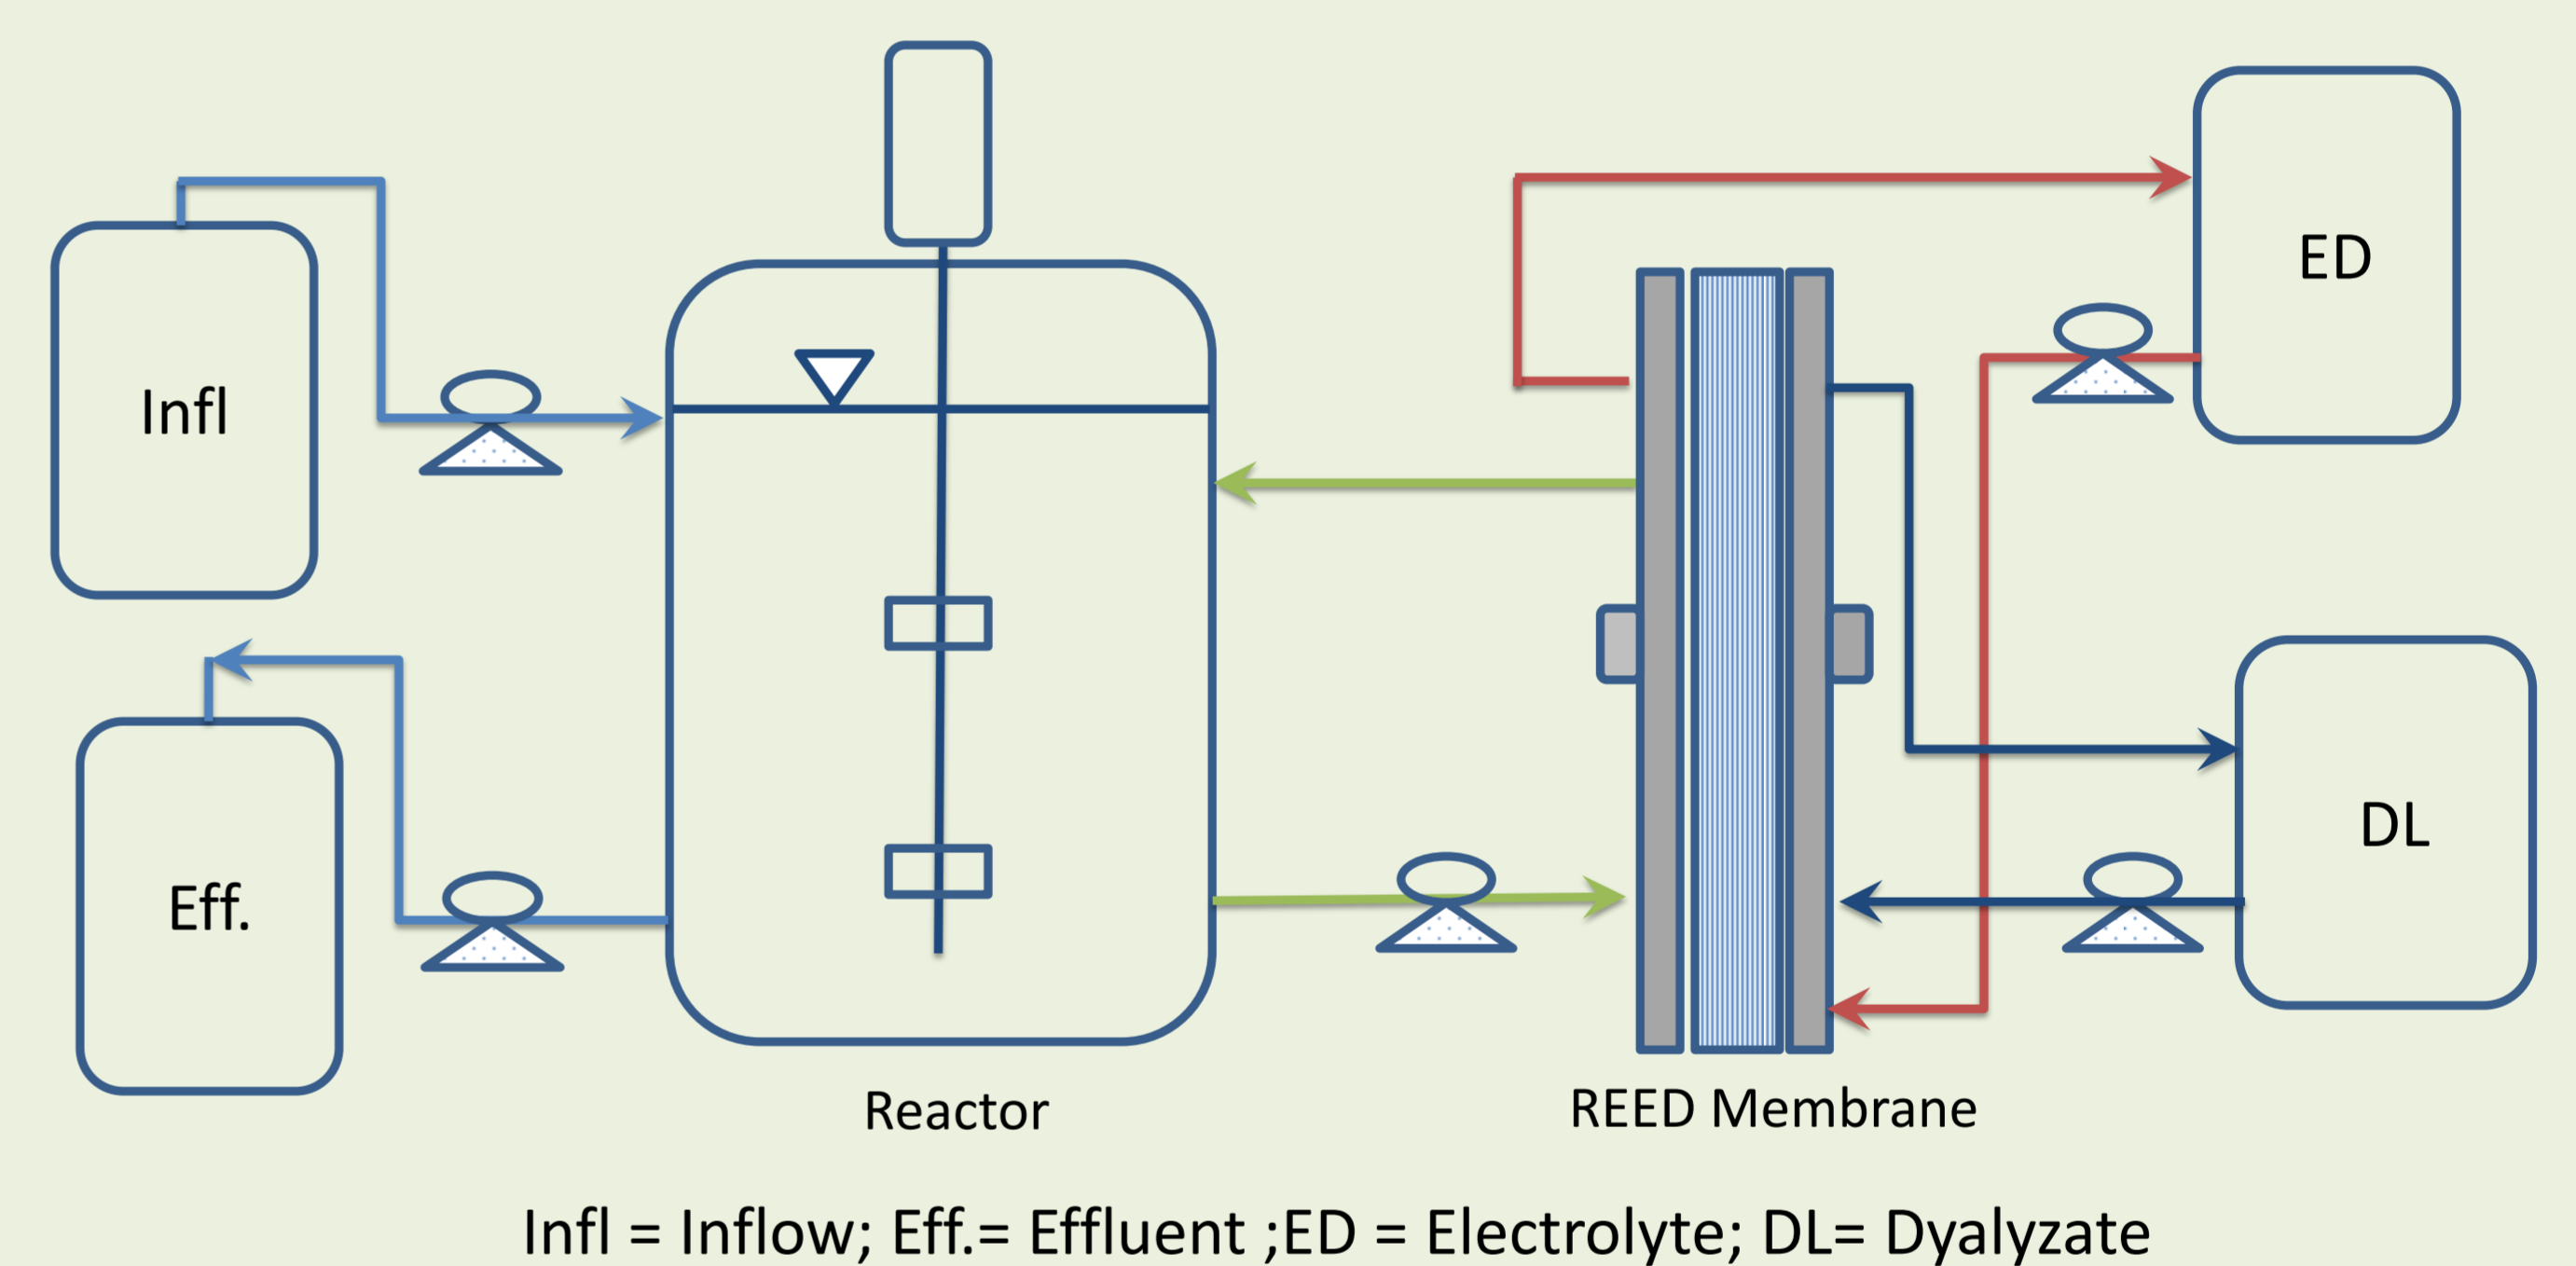 ED
Infl
DL
Eff.
Reactor
REED Membrane
Infl = Inflow; Eff.= Effluent ;ED = Electrolyte; DL= Dyalyzate